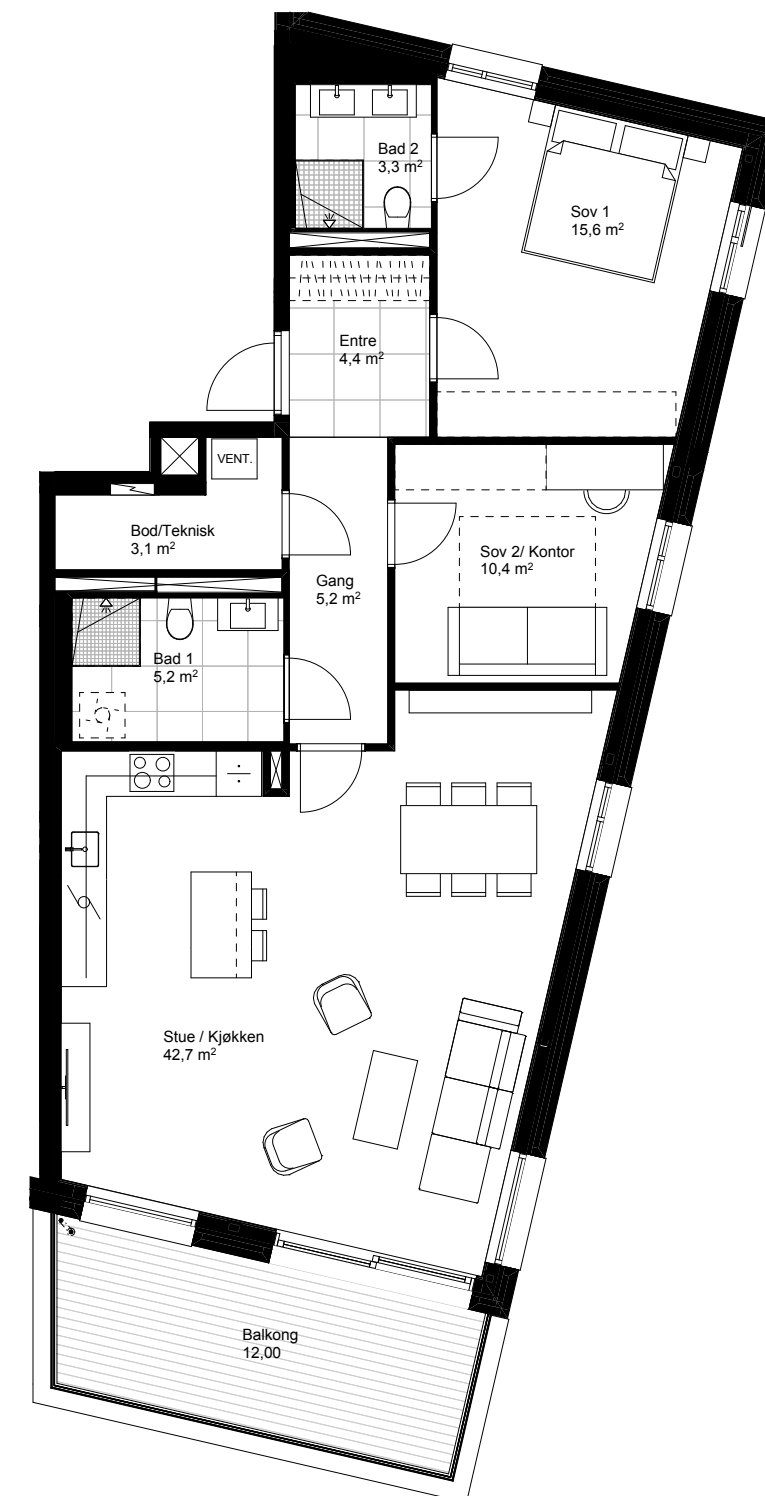 Bad 2
3,3 m²
Sov 1
15,6 m²
Entre
4,4 m²
VENT.
Bod/Teknisk
3,1 m²
Sov 2/ Kontor
10,4 m²
Gang
5,2 m²
Bad 1
5,2 m²
Stue / Kjøkken
42,7 m²
Balkong
12,00